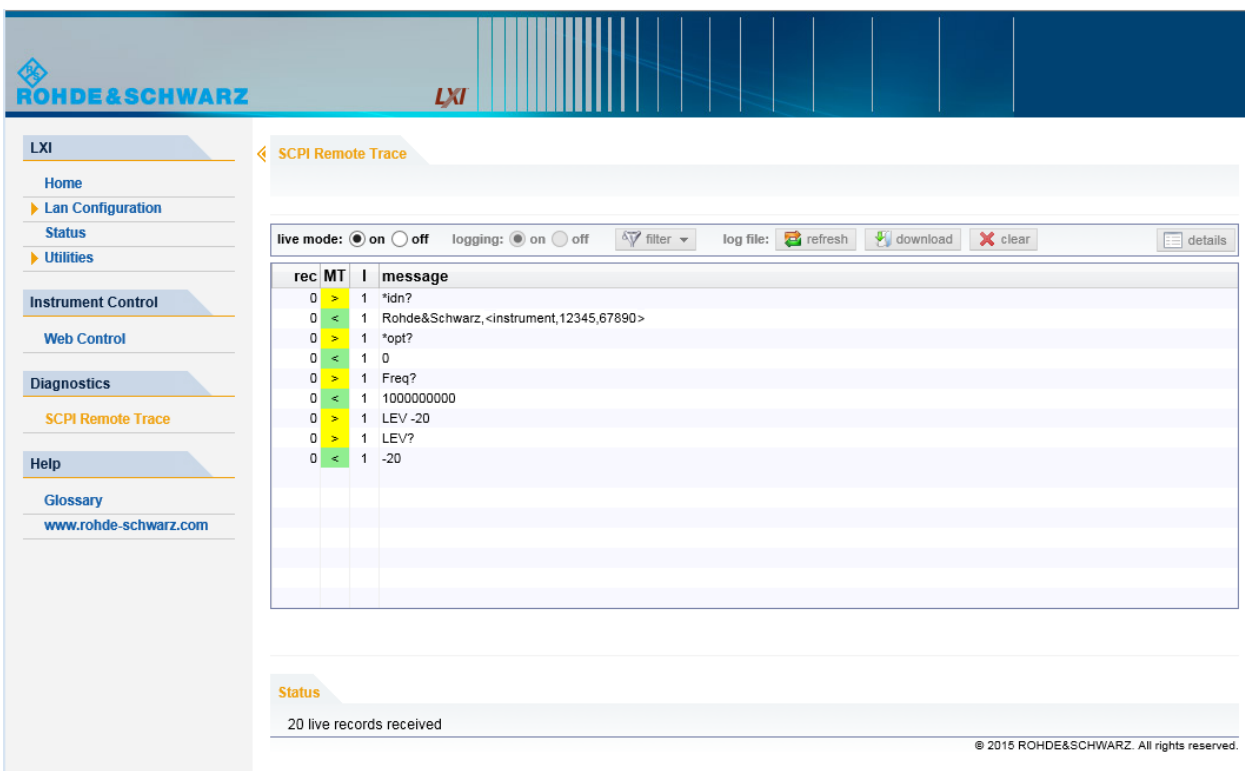 ROHDE&SCHWARZ
LXI
LXI
Home
Lan Configuration
Status
Utilities
Instrument Control
Web Control
Diagnostics
SCPI Remote Trace
Help
Glossary
www.rohde-schwarz.com
SCPI Remote Trace
live mode: on off logging: on off filter log file: refresh download clear details
rec MT I message
0 > 1 *idn?
0 < 1 Rohde&Schwarz,<instrument,12345,67890>
0 > 1 *opt?
0 < 1 0
0 > 1 Freq?
0 < 1 1000000000
0 > 1 LEV -20
0 > 1 LEV?
0 < 1 -20
Status
20 live records received
© 2015 ROHDE&SCHWARZ. All rights reserved.